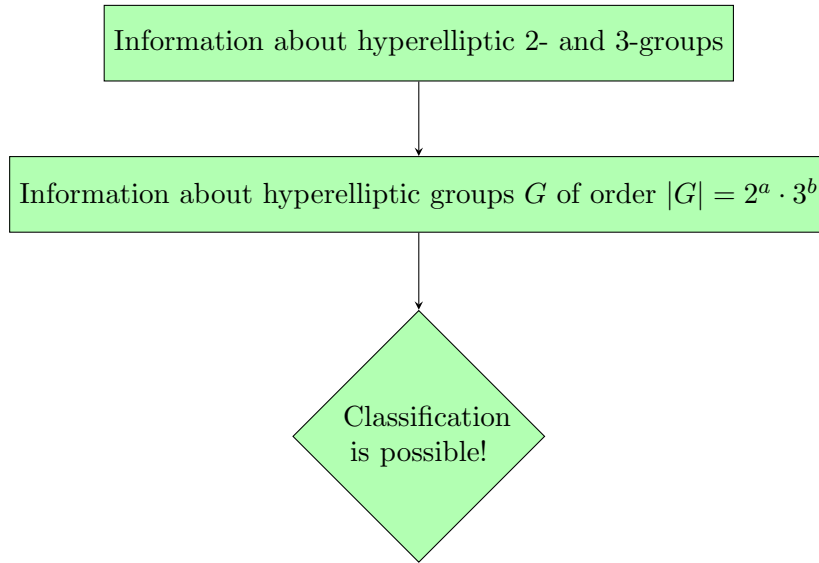 Information about hyperelliptic 2- and 3-groups
Information about hyperelliptic groups G of order |G| = 2^a · 3^b
Classification
is possible!